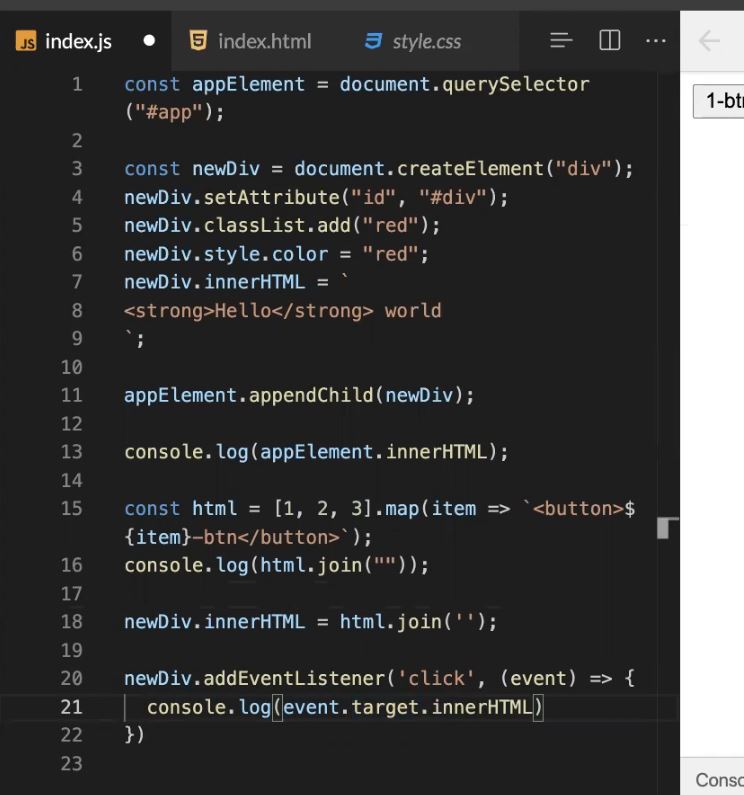 JS index.js ● index.html style.css ...
1 const appElement = document.querySelector
("#app");
2
3 const newDiv = document.createElement("div");
4 newDiv.setAttribute("id", "#div");
5 newDiv.classList.add("red");
6 newDiv.style.color = "red";
7 newDiv.innerHTML = `
8 <strong>Hello</strong> world
9 `;
10
11 appElement.appendChild(newDiv);
12
13 console.log(appElement.innerHTML);
14
15 const html = [1, 2, 3].map(item => `<button>$
{item}-btn</button>`);
16 console.log(html.join(""));
17
18 newDiv.innerHTML = html.join('');
19
20 newDiv.addEventListener('click', (event) => {
21 console.log(event.target.innerHTML)
22 })
23
1-bt
Conso